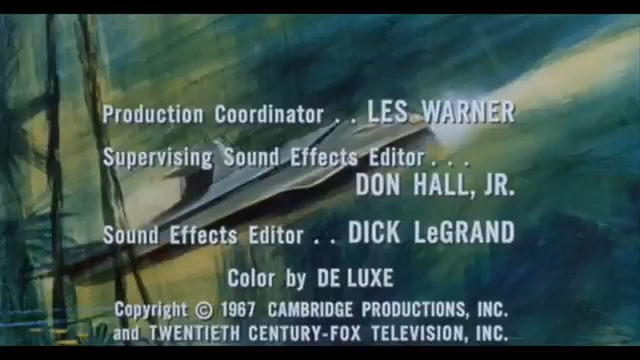 Production Coordinator . . LES WARNER
Supervising Sound Effects Editor . . .
DON HALL, JR.
Sound Effects Editor . . DICK LeGRAND
Color by DE LUXE
Copyright © 1967 CAMBRIDGE PRODUCTIONS, INC.
and TWENTIETH CENTURY-FOX TELEVISION, INC.